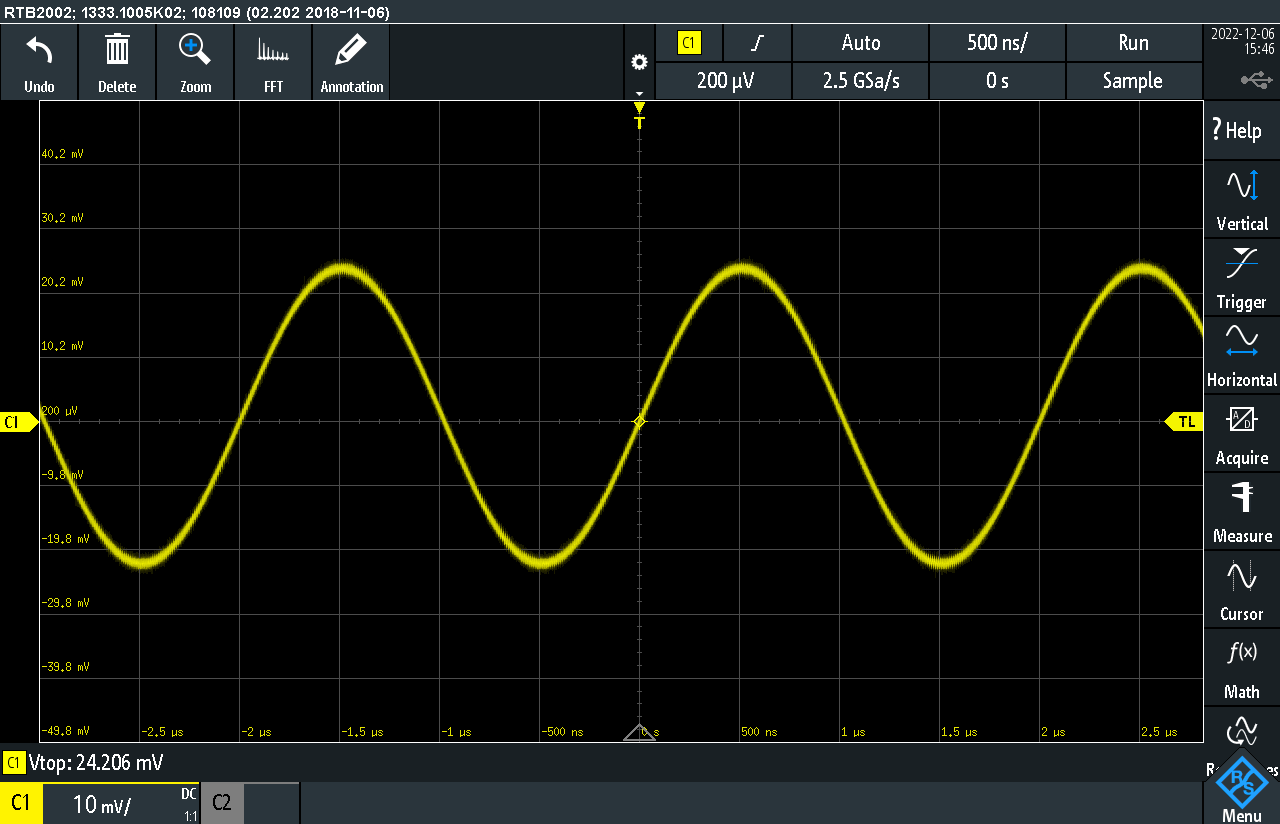 RTB2002; 1333.1005K02; 108109 (02.202 2018-11-06)
Undo
Delete
Zoom
FFT
Annotation
C1
Auto
500 ns/
Run
200 µV
2.5 GSa/s
0 s
Sample
2022-12-06
15:46
T
? Help
Vertical
Trigger
Horizontal
A/D
Acquire
Measure
Cursor
f(x)
Math
R&S
Menu
40.2 mV
30.2 mV
20.2 mV
10.2 mV
200 µV
-9.8 mV
-19.8 mV
-29.8 mV
-39.8 mV
-49.8 mV
C1
TL
-2.5 µs
-2 µs
-1.5 µs
-1 µs
-500 ns
0 s
500 ns
1 µs
1.5 µs
2 µs
2.5 µs
C1 Vtop: 24.206 mV
C1
10 mV/
DC
1:1
C2